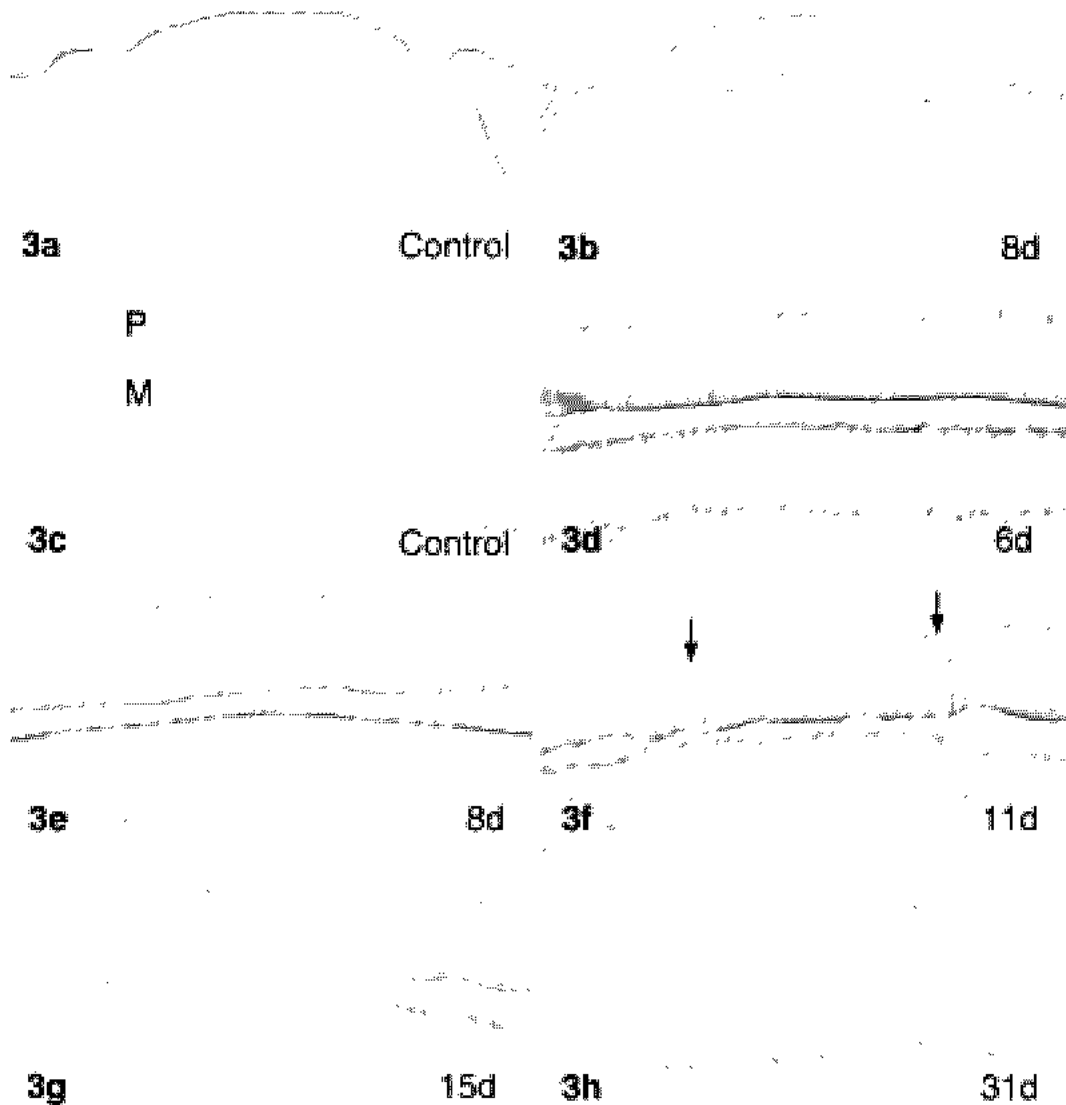 3a Control 3b 8d
P
M
3c Control 3d 6d
3e 8d 3f 11d
3g 15d 3h 31d